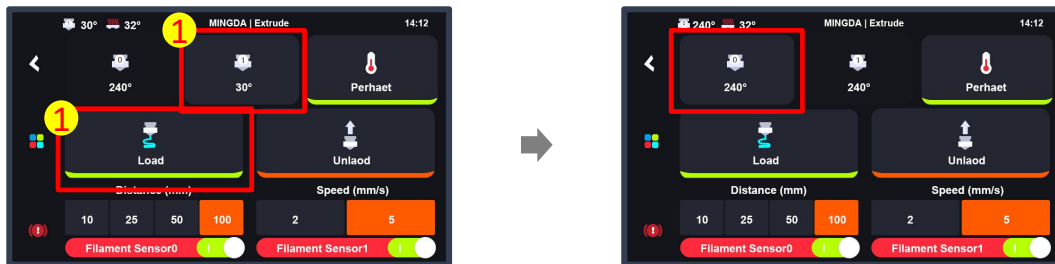 30° 32° MINGDA | Extrude 14:12
1
0 1
240° 30° Perhaet
1
Load Unlaod
Distance (mm) Speed (mm/s)
10 25 50 100 2 5
Filament Sensor0 Filament Sensor1
240° 32° MINGDA | Extrude 14:12
0 1
240° 240° Perhaet
Load Unlaod
Distance (mm) Speed (mm/s)
10 25 50 100 2 5
Filament Sensor0 Filament Sensor1